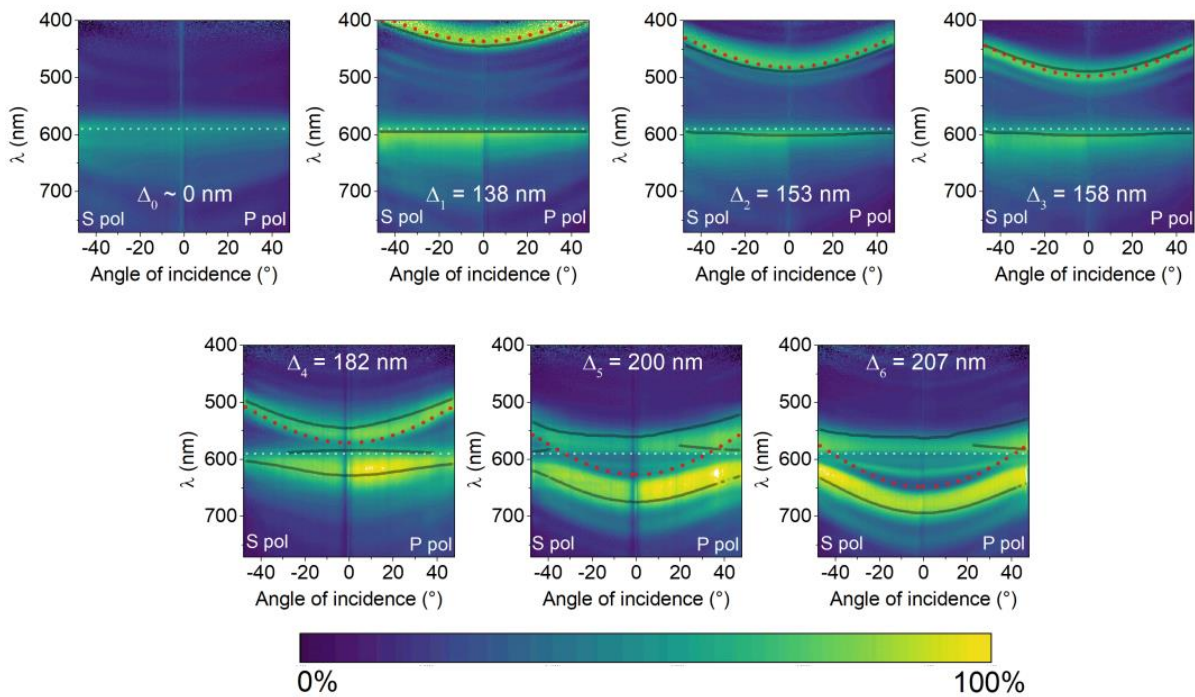 400
500
600
700
λ (nm)
Δ0 ~ 0 nm
S pol
P pol
-40 -20 0 20 40
Angle of incidence (°)
400
500
600
700
λ (nm)
Δ1 = 138 nm
S pol
P pol
-40 -20 0 20 40
Angle of incidence (°)
400
500
600
700
λ (nm)
Δ2 = 153 nm
S pol
P pol
-40 -20 0 20 40
Angle of incidence (°)
400
500
600
700
λ (nm)
Δ3 = 158 nm
S pol
P pol
-40 -20 0 20 40
Angle of incidence (°)
400
500
600
700
λ (nm)
Δ4 = 182 nm
S pol
P pol
-40 -20 0 20 40
Angle of incidence (°)
400
500
600
700
λ (nm)
Δ5 = 200 nm
S pol
P pol
-40 -20 0 20 40
Angle of incidence (°)
400
500
600
700
λ (nm)
Δ6 = 207 nm
S pol
P pol
-40 -20 0 20 40
Angle of incidence (°)
0%
100%